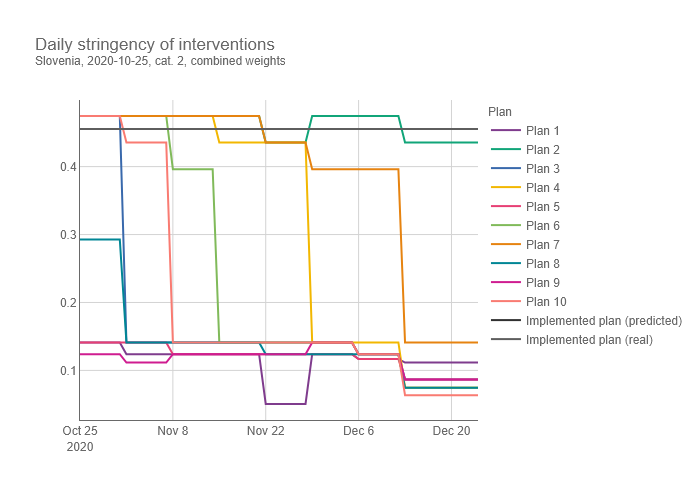 Daily stringency of interventions
Slovenia, 2020-10-25, cat. 2, combined weights
Plan
Plan 1
Plan 2
Plan 3
Plan 4
Plan 5
Plan 6
Plan 7
Plan 8
Plan 9
Plan 10
Implemented plan (predicted)
Implemented plan (real)
0.4
0.3
0.2
0.1
Oct 25 Nov 8 Nov 22 Dec 6 Dec 20
2020